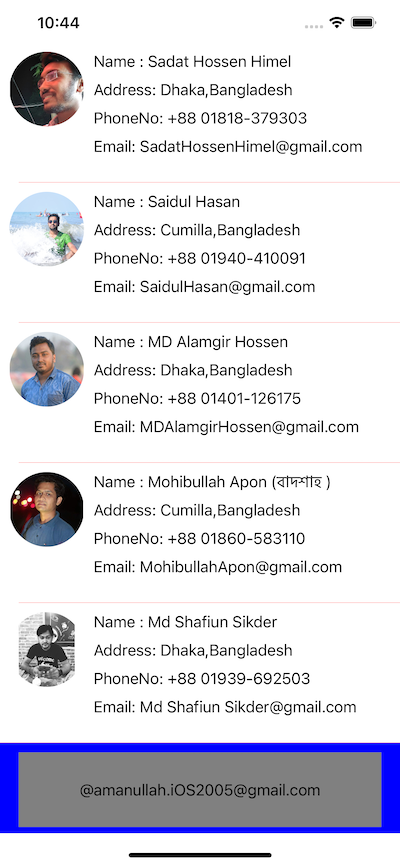 10:44
Name : Sadat Hossen Himel
Address: Dhaka,Bangladesh
PhoneNo: +88 01818-379303
Email: SadatHossenHimel@gmail.com
Name : Saidul Hasan
Address: Cumilla,Bangladesh
PhoneNo: +88 01940-410091
Email: SaidulHasan@gmail.com
Name : MD Alamgir Hossen
Address: Dhaka,Bangladesh
PhoneNo: +88 01401-126175
Email: MDAlamgirHossen@gmail.com
Name : Mohibullah Apon (বাদশাহ )
Address: Cumilla,Bangladesh
PhoneNo: +88 01860-583110
Email: MohibullahApon@gmail.com
Name : Md Shafiun Sikder
Address: Dhaka,Bangladesh
PhoneNo: +88 01939-692503
Email: Md Shafiun Sikder@gmail.com
@amanullah.iOS2005@gmail.com